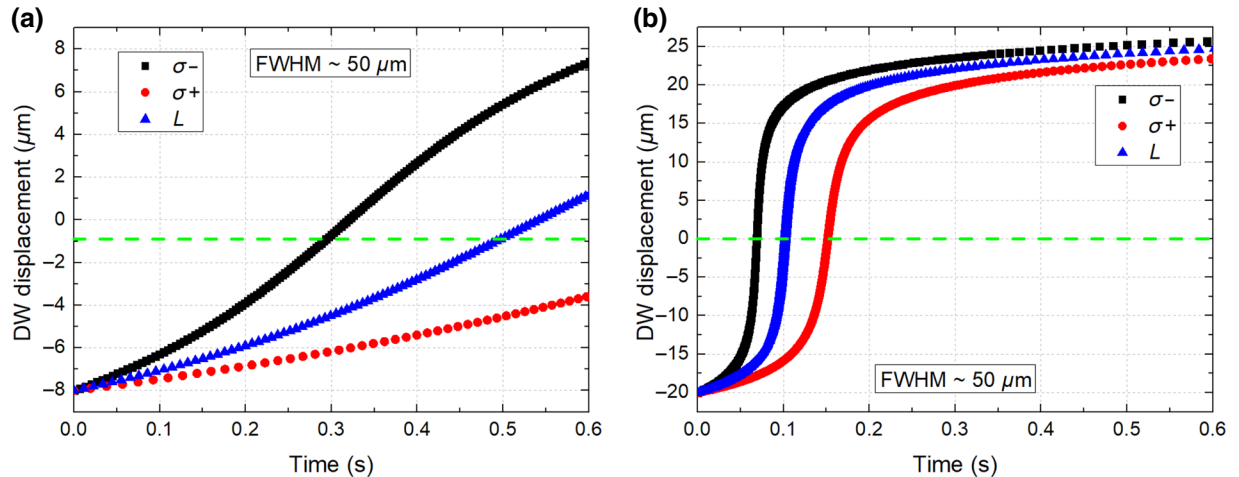 (a)
DW displacement (μm)
8
6
4
2
0
−2
−4
−6
−8
σ−
σ+
L
FWHM ~ 50 μm
0.0 0.1 0.2 0.3 0.4 0.5 0.6
Time (s)
(b)
DW displacement (μm)
25
20
15
10
5
0
−5
−10
−15
−20
σ−
σ+
L
FWHM ~ 50 μm
0.0 0.1 0.2 0.3 0.4 0.5 0.6
Time (s)